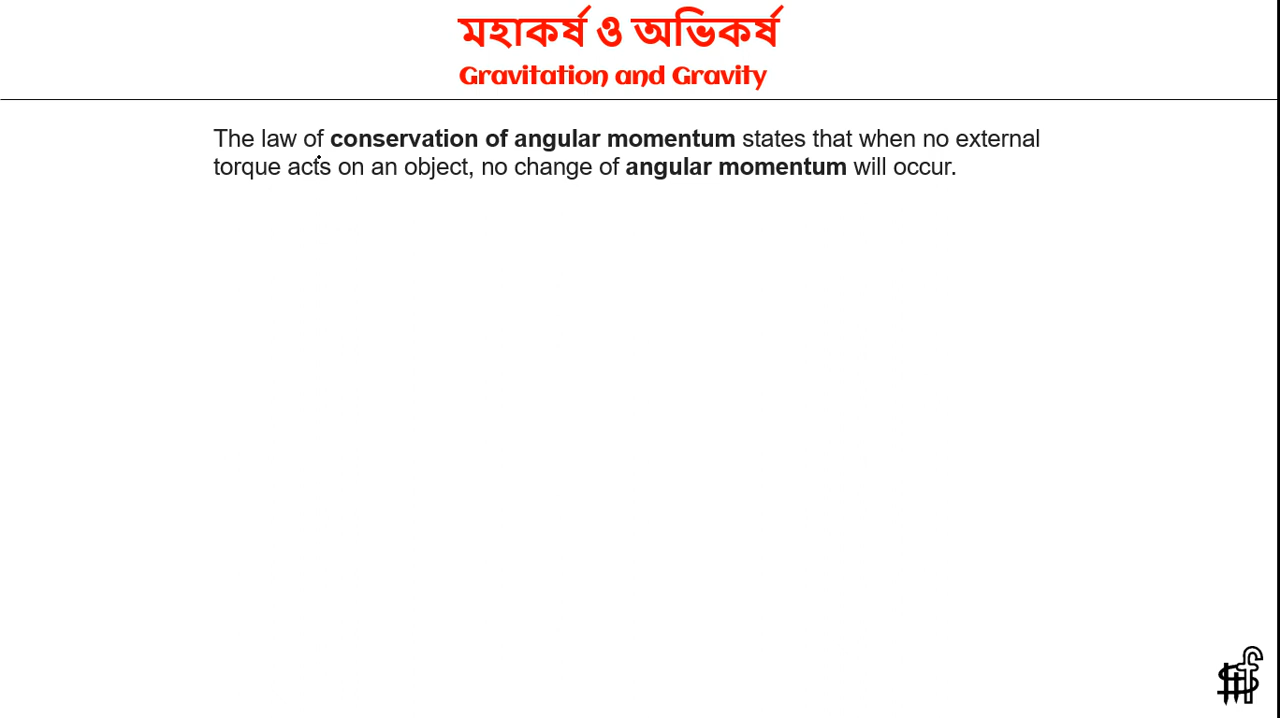 মহাকর্ষ ও অভিকর্ষ
Gravitation and Gravity
The law of conservation of angular momentum states that when no external
torque acts on an object, no change of angular momentum will occur.